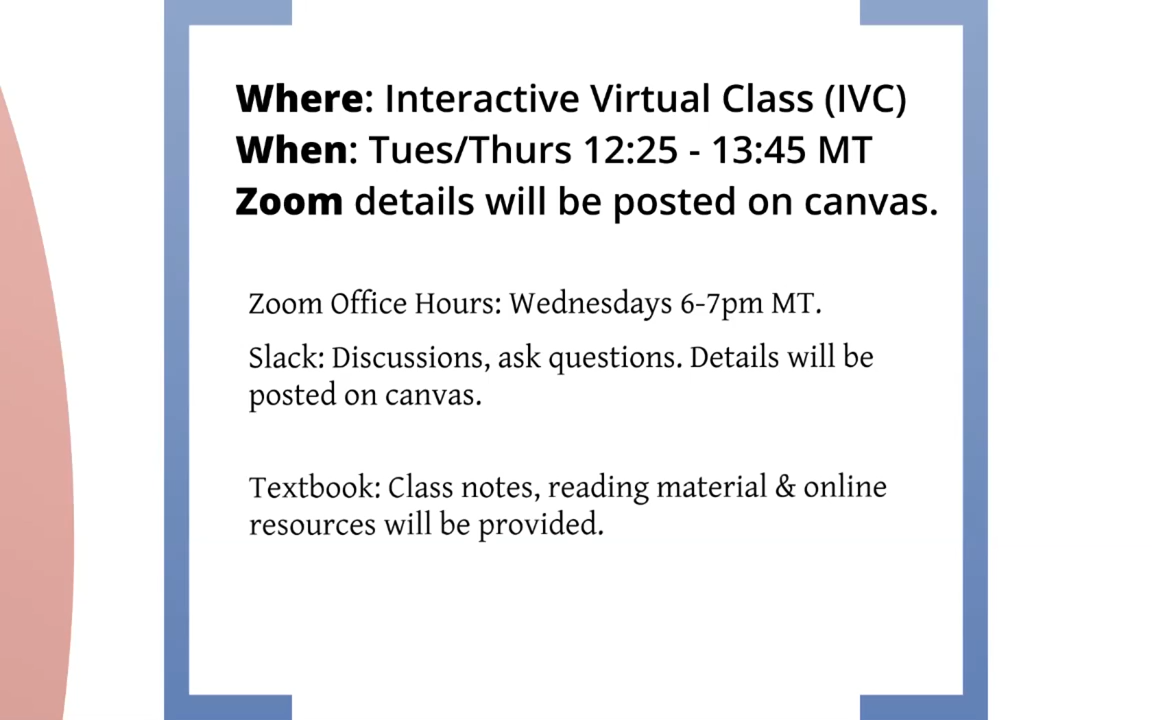 Where: Interactive Virtual Class (IVC)
When: Tues/Thurs 12:25 - 13:45 MT
Zoom details will be posted on canvas.
Zoom Office Hours: Wednesdays 6-7pm MT.
Slack: Discussions, ask questions. Details will be
posted on canvas.
Textbook: Class notes, reading material & online
resources will be provided.